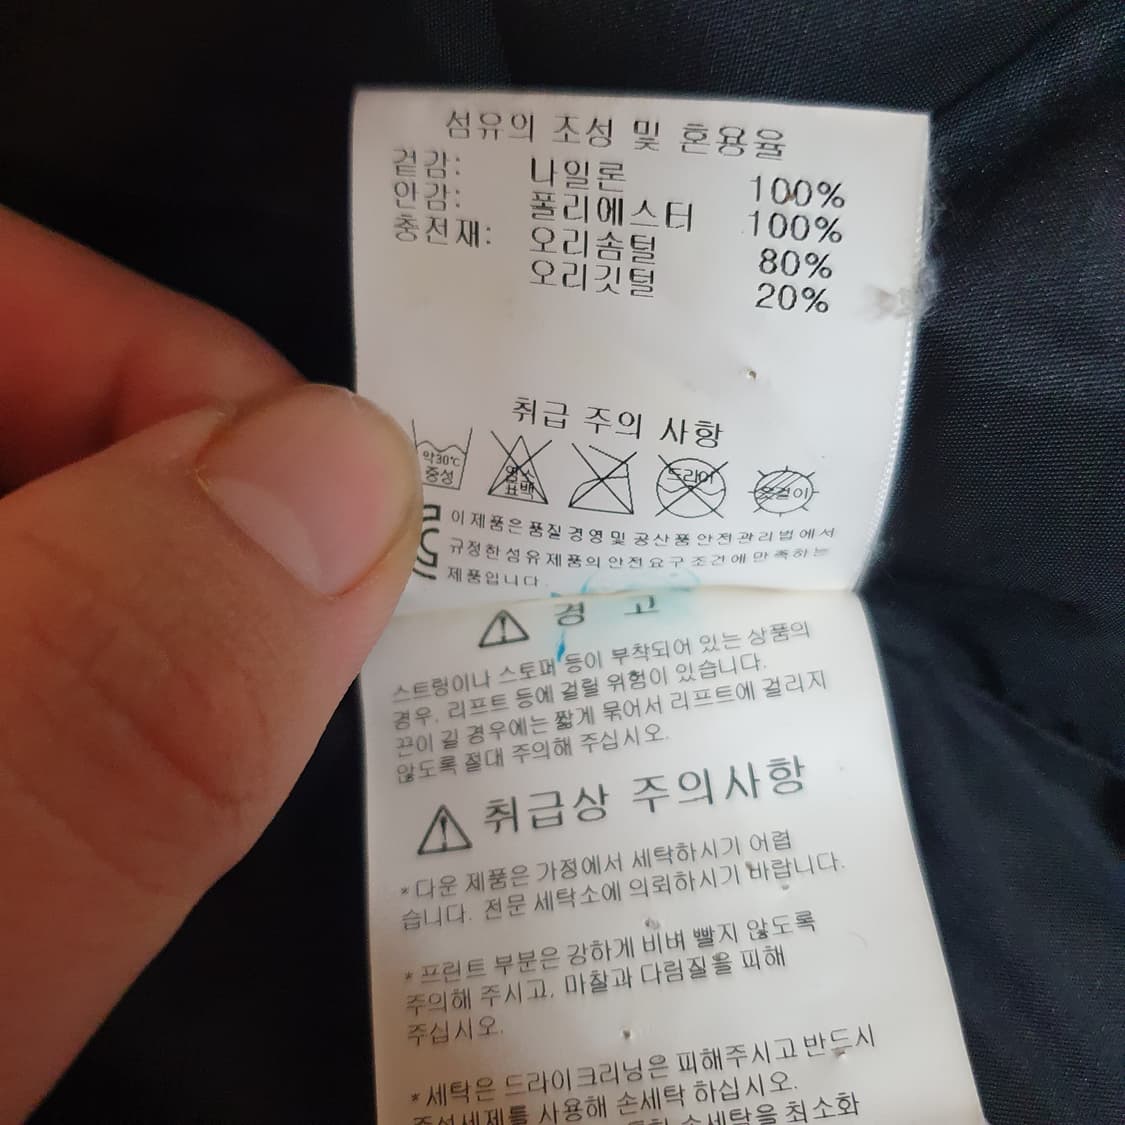 섬유의 조성 및 혼용율
겉감: 나일론 100%
안감: 폴리에스터 100%
충전재: 오리솜털 80%
오리깃털 20%
취급 주의 사항
약30℃ 중성 염소 표백 드라이 옷걸이
이 제품은 품질 경영 및 공산품 안전관리법에서
규정한 섬유제품의 안전요구 조건에 만족하는
제품입니다.
경 고
스트링이나 스토퍼 등이 부착되어 있는 상품의
경우, 리프트 등에 걸릴 위험이 있습니다.
끈이 길 경우에는 짧게 묶어서 리프트에 걸리지
않도록 절대 주의해 주십시오.
취급상 주의사항
*다운 제품은 가정에서 세탁하시기 어렵
습니다. 전문 세탁소에 의뢰하시기 바랍니다.
* 프린트 부분은 강하게 비벼 빨지 않도록
주의해 주시고, 마찰과 다림질을 피해
주십시오.
*세탁은 드라이크리닝은 피해주시고 반드시
중성세제를 사용해 손세탁 하십시오.
손세탁을 최소화